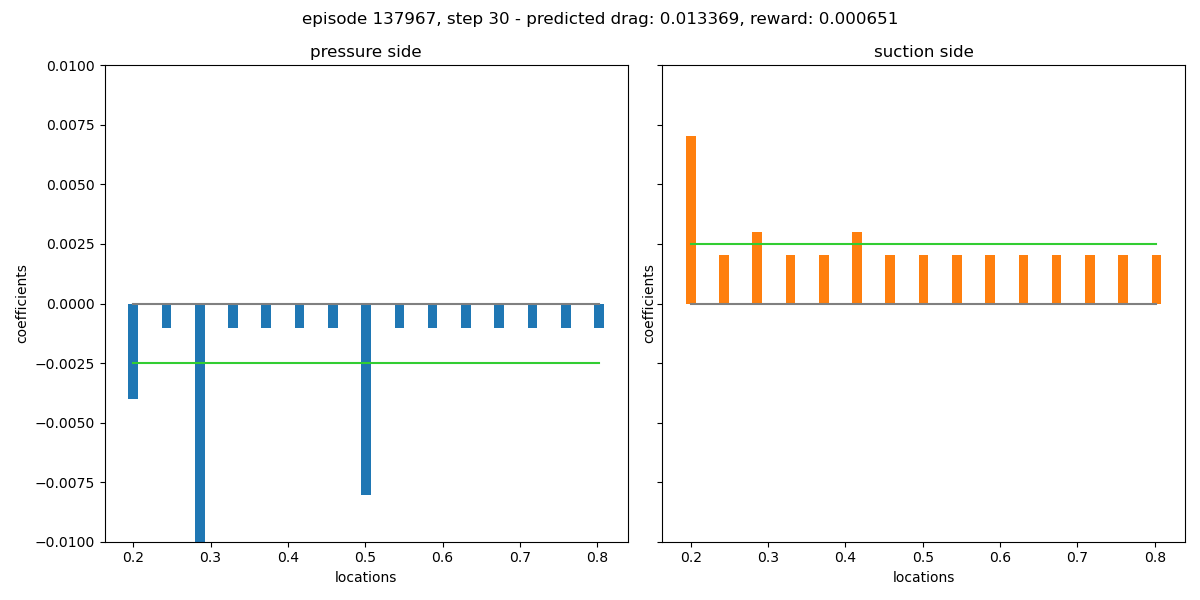 episode 137967, step 30 - predicted drag: 0.013369, reward: 0.000651
pressure side
suction side
0.0100
0.0075
0.0050
0.0025
0.0000
−0.0025
−0.0050
−0.0075
−0.0100
coefficients
0.2 0.3 0.4 0.5 0.6 0.7 0.8
locations
coefficients
0.2 0.3 0.4 0.5 0.6 0.7 0.8
locations